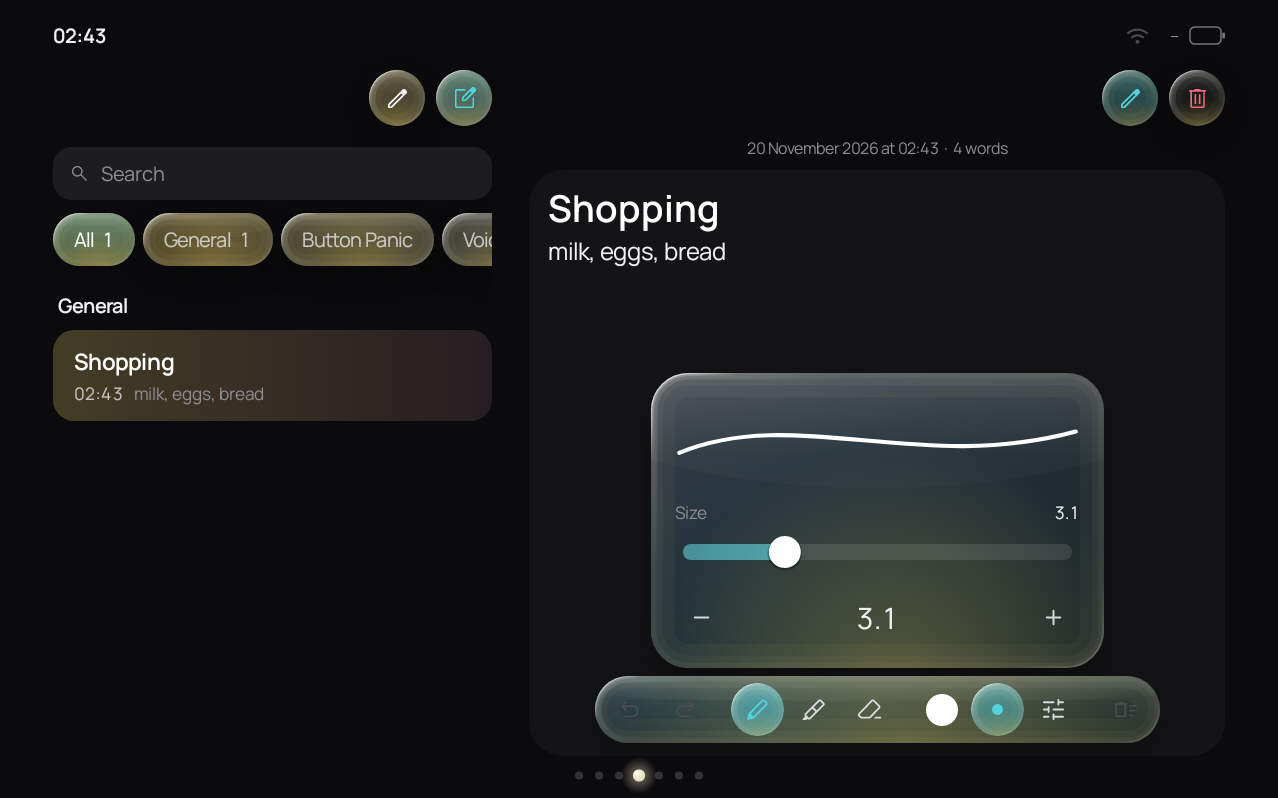 02:43
–
Search
All 1
General 1
Button Panic
Voic
General
Shopping
02:43 milk, eggs, bread
20 November 2026 at 02:43 · 4 words
Shopping
milk, eggs, bread
Size
3.1
− 3.1 +